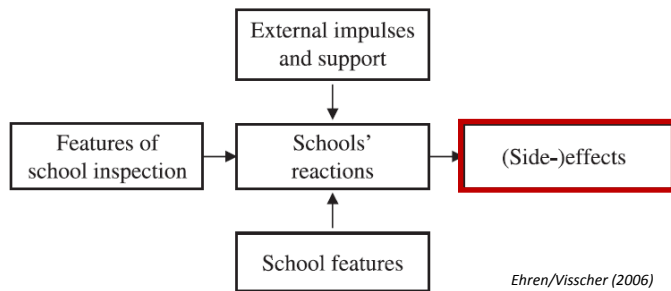 External impulses
and support
Features of
school inspection
Schools'
reactions
(Side-)effects
School features
Ehren/Visscher (2006)